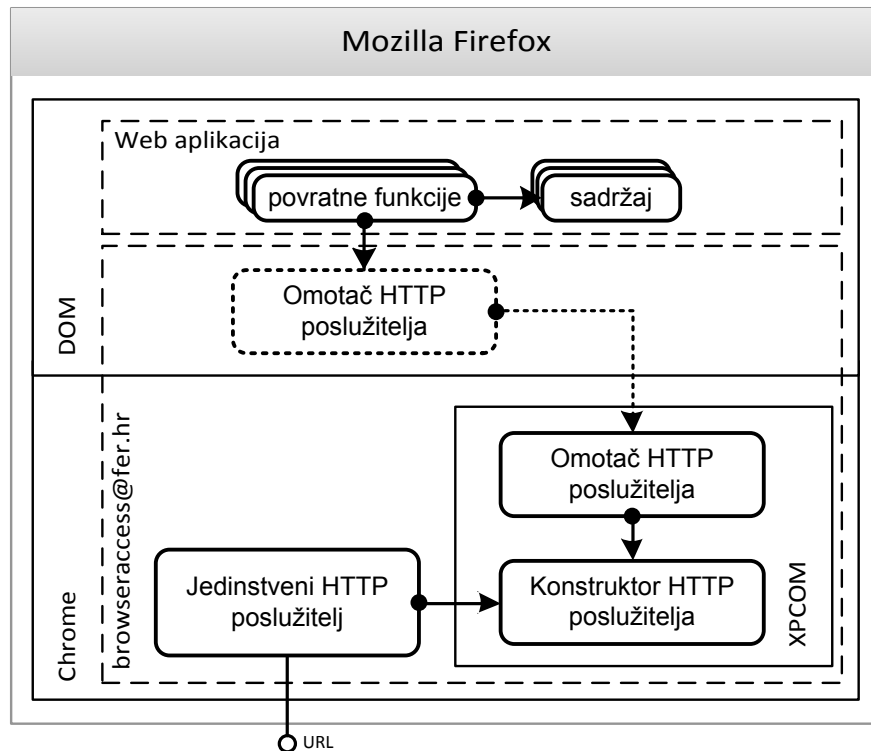 Mozilla Firefox
Web aplikacija
povratne funkcije
sadržaj
Omotač HTTP
poslužitelja
DOM
browseraccess@fer.hr
Omotač HTTP
poslužitelja
Jedinstveni HTTP
poslužitelj
Konstruktor HTTP
poslužitelja
XPCOM
Chrome
URL